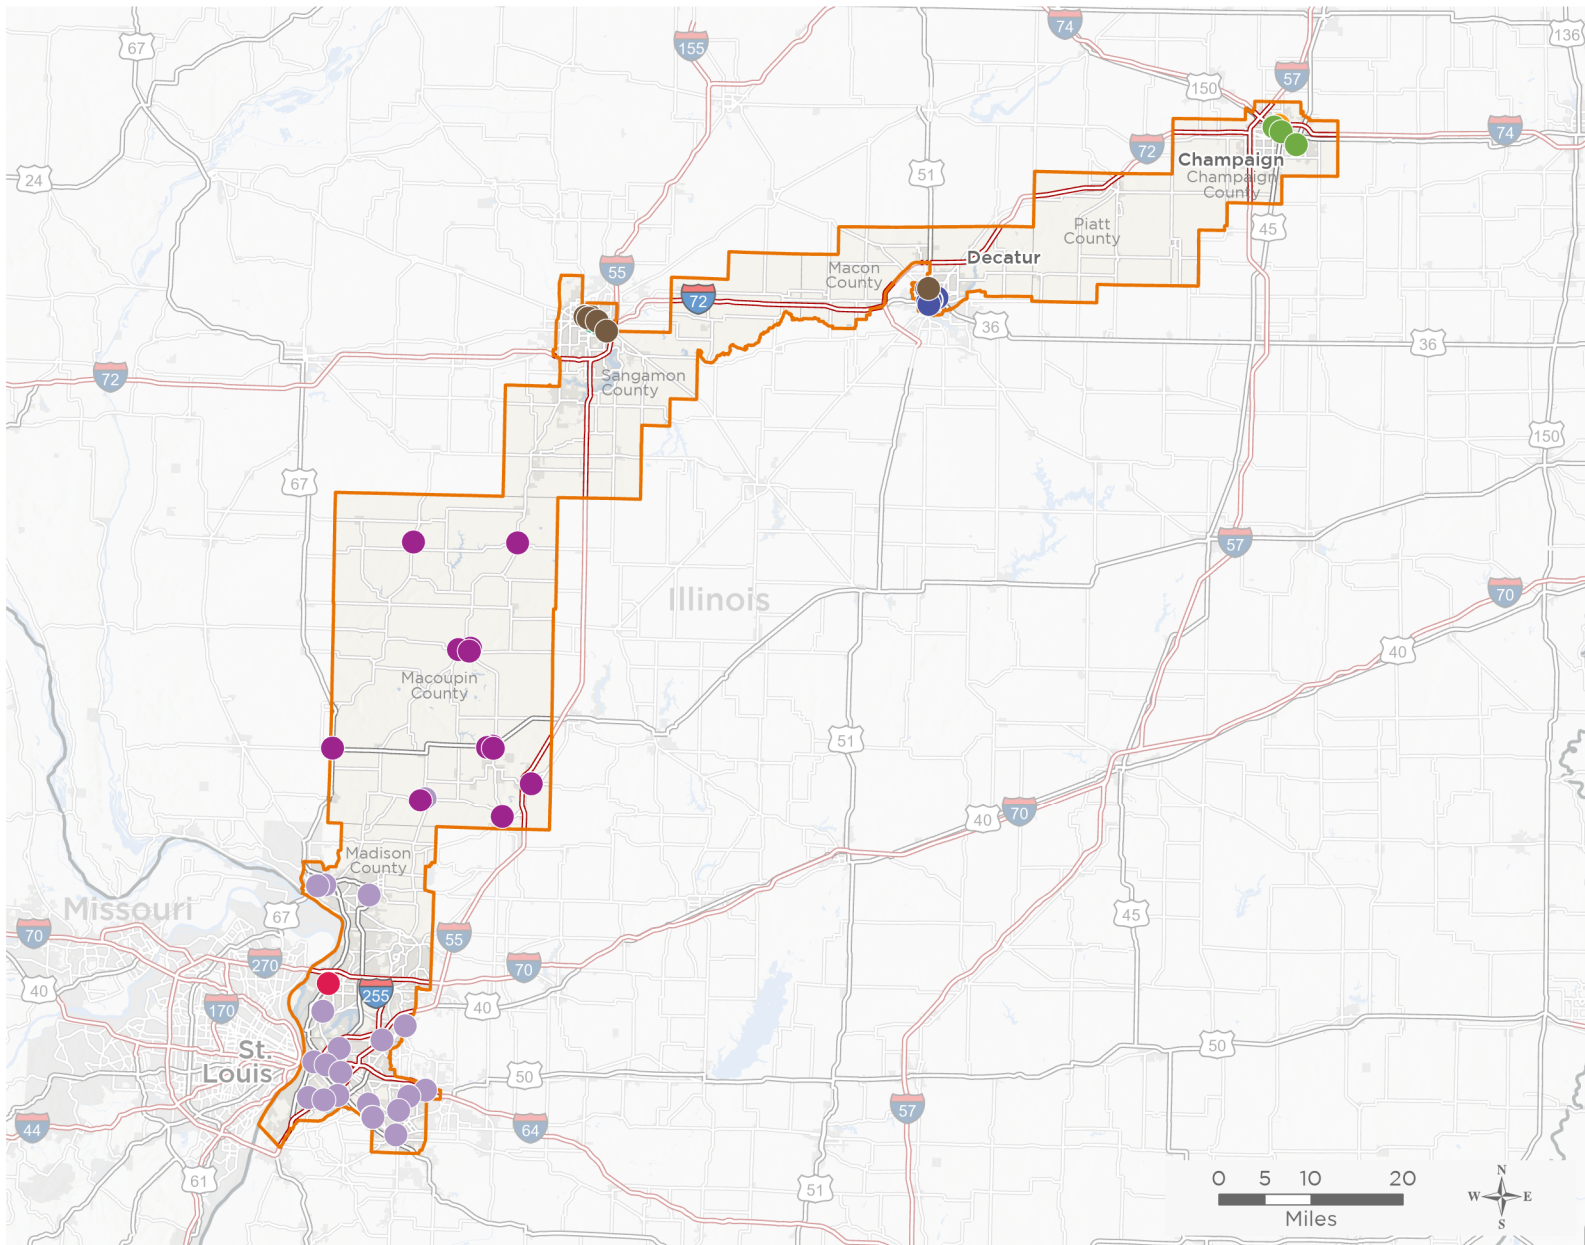 67
155
74
136
57
150
74
72
24
51
Champaign
Champaign
County
45
Piatt
County
Decatur
Macon
County
55
72
36
36
72
Sangamon
County
150
67
57
70
Illinois
40
Macoupin
County
51
70
40
Madison
County
Missouri
67
45
70
55
270
70
40
255
170
40
St.
Louis
50
50
57
44
64
61
51
0 5 10 20
Miles
N
W E
S